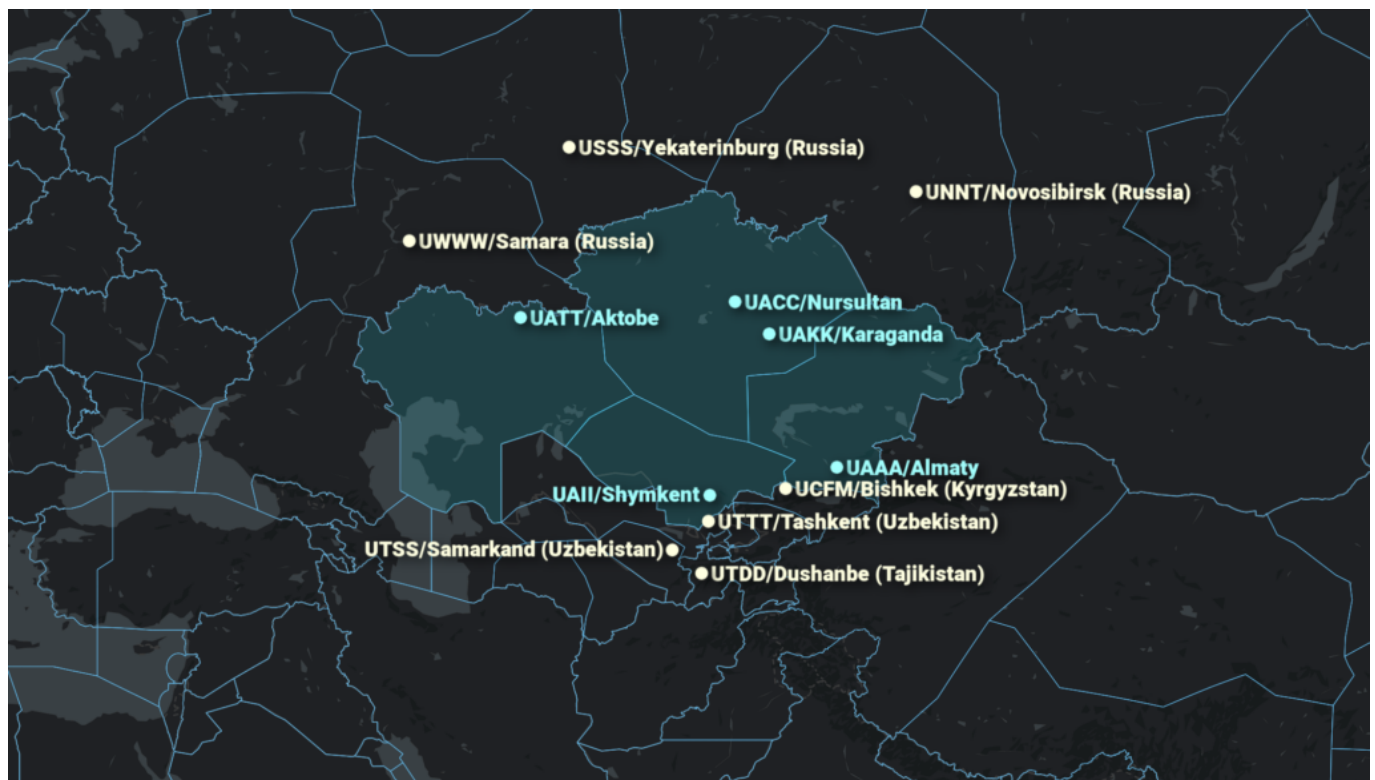 USSS/Yekaterinburg (Russia)
UNNT/Novosibirsk (Russia)
UWWW/Samara (Russia)
UACC/Nursultan
UATT/Aktobe
UAKK/Karaganda
UAAA/Almaty
UCFM/Bishkek (Kyrgyzstan)
UAII/Shymkent
UTTT/Tashkent (Uzbekistan)
UTSS/Samarkand (Uzbekistan)
UTDD/Dushanbe (Tajikistan)